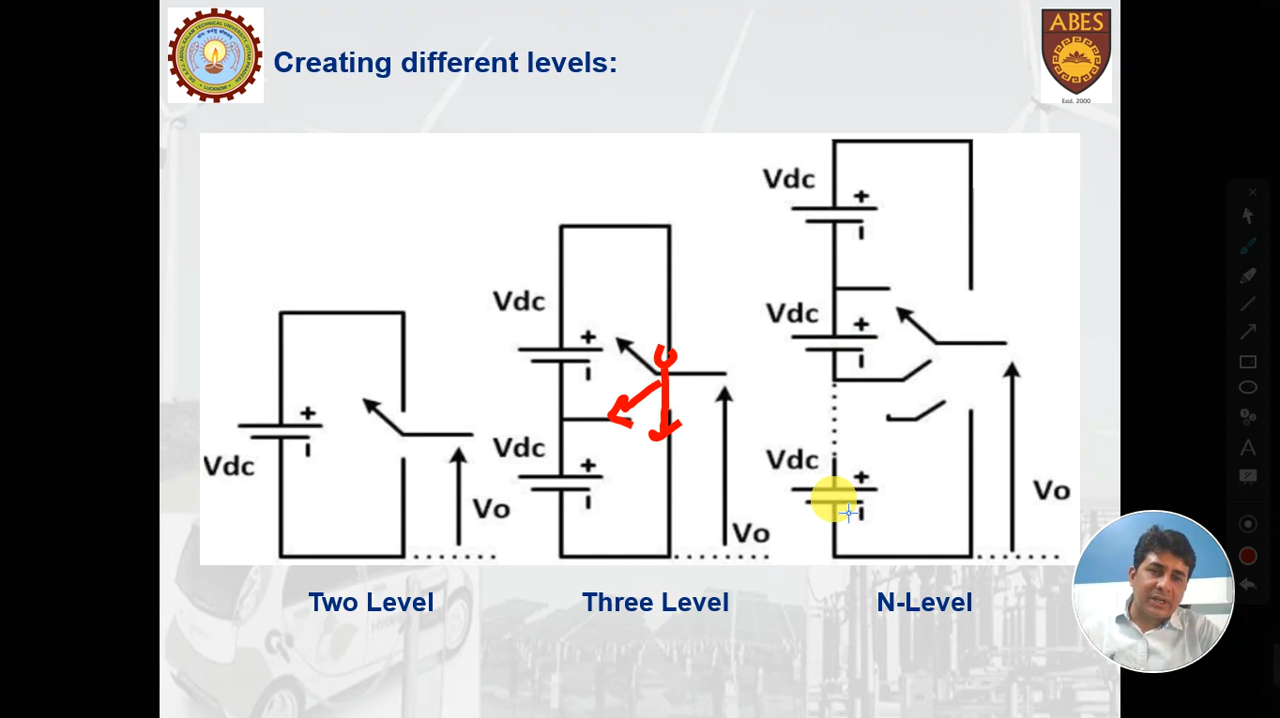 Creating different levels:
ABES
Estd. 2000
Vdc
+
Vdc
+
Vdc
+
Vdc
+
Vdc
+
Vdc
+
Vo
Vo
Vo
Two Level
Three Level
N-Level
A